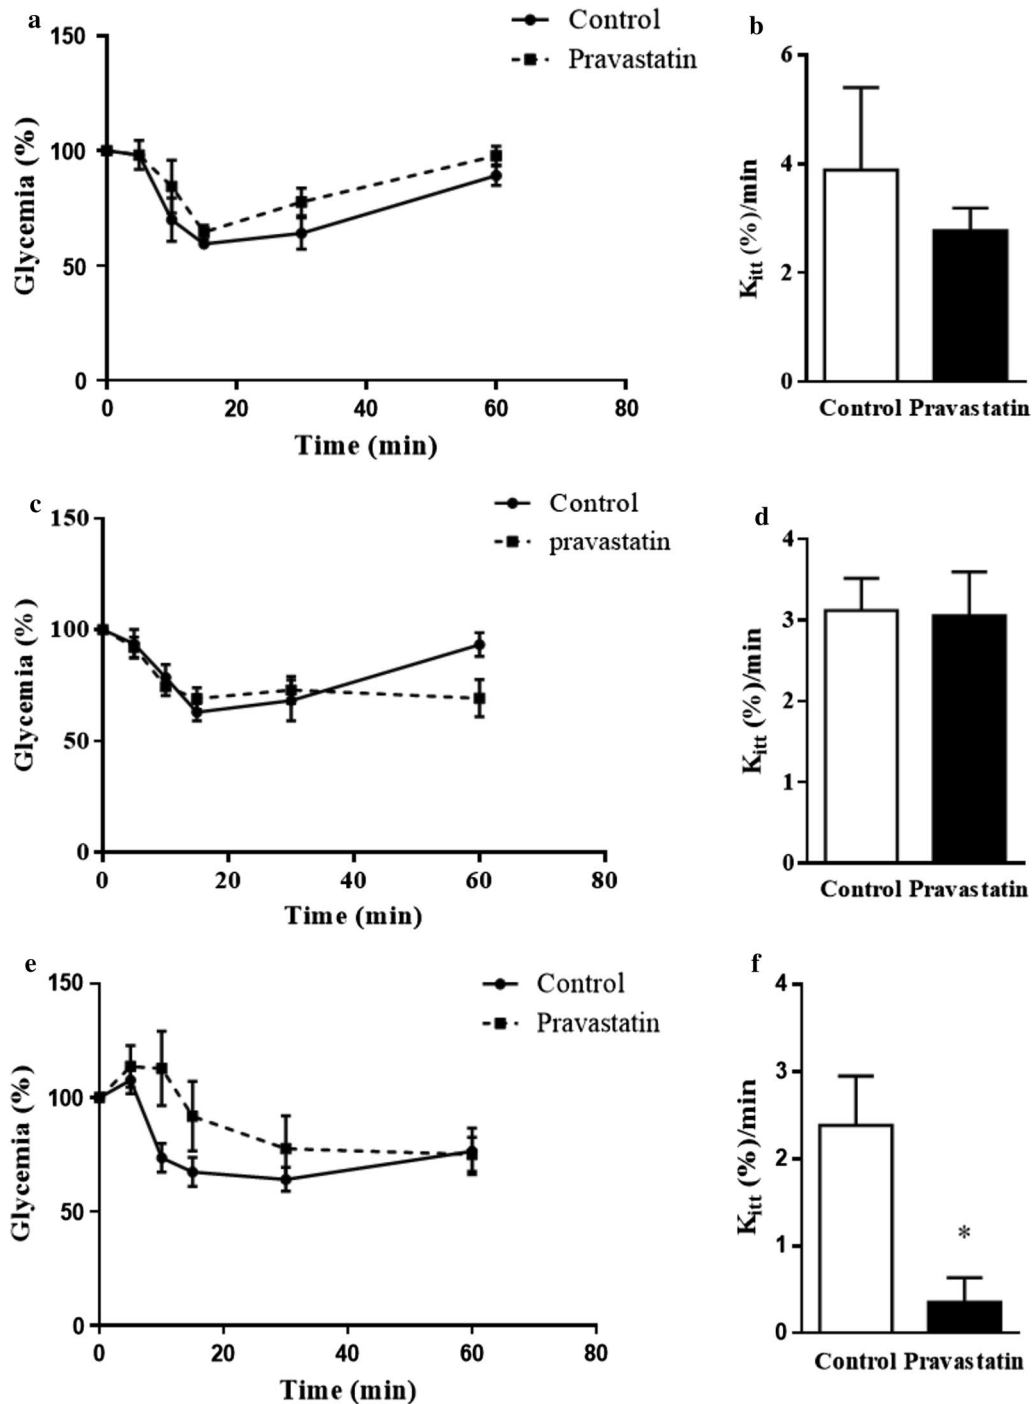 a
Control
Pravastatin
150
100
50
0
Glycemia (%)
0 20 40 60 80
Time (min)
b
6
4
2
0
Kitt (%)/min
Control Pravastatin
c
Control
pravastatin
150
100
50
0
Glycemia (%)
0 20 40 60 80
Time (min)
d
4
3
2
1
0
Kitt (%)/min
Control Pravastatin
e
Control
Pravastatin
150
100
50
0
Glycemia (%)
0 20 40 60 80
Time (min)
f
4
3
2
1
0
Kitt (%)/min
*
Control Pravastatin